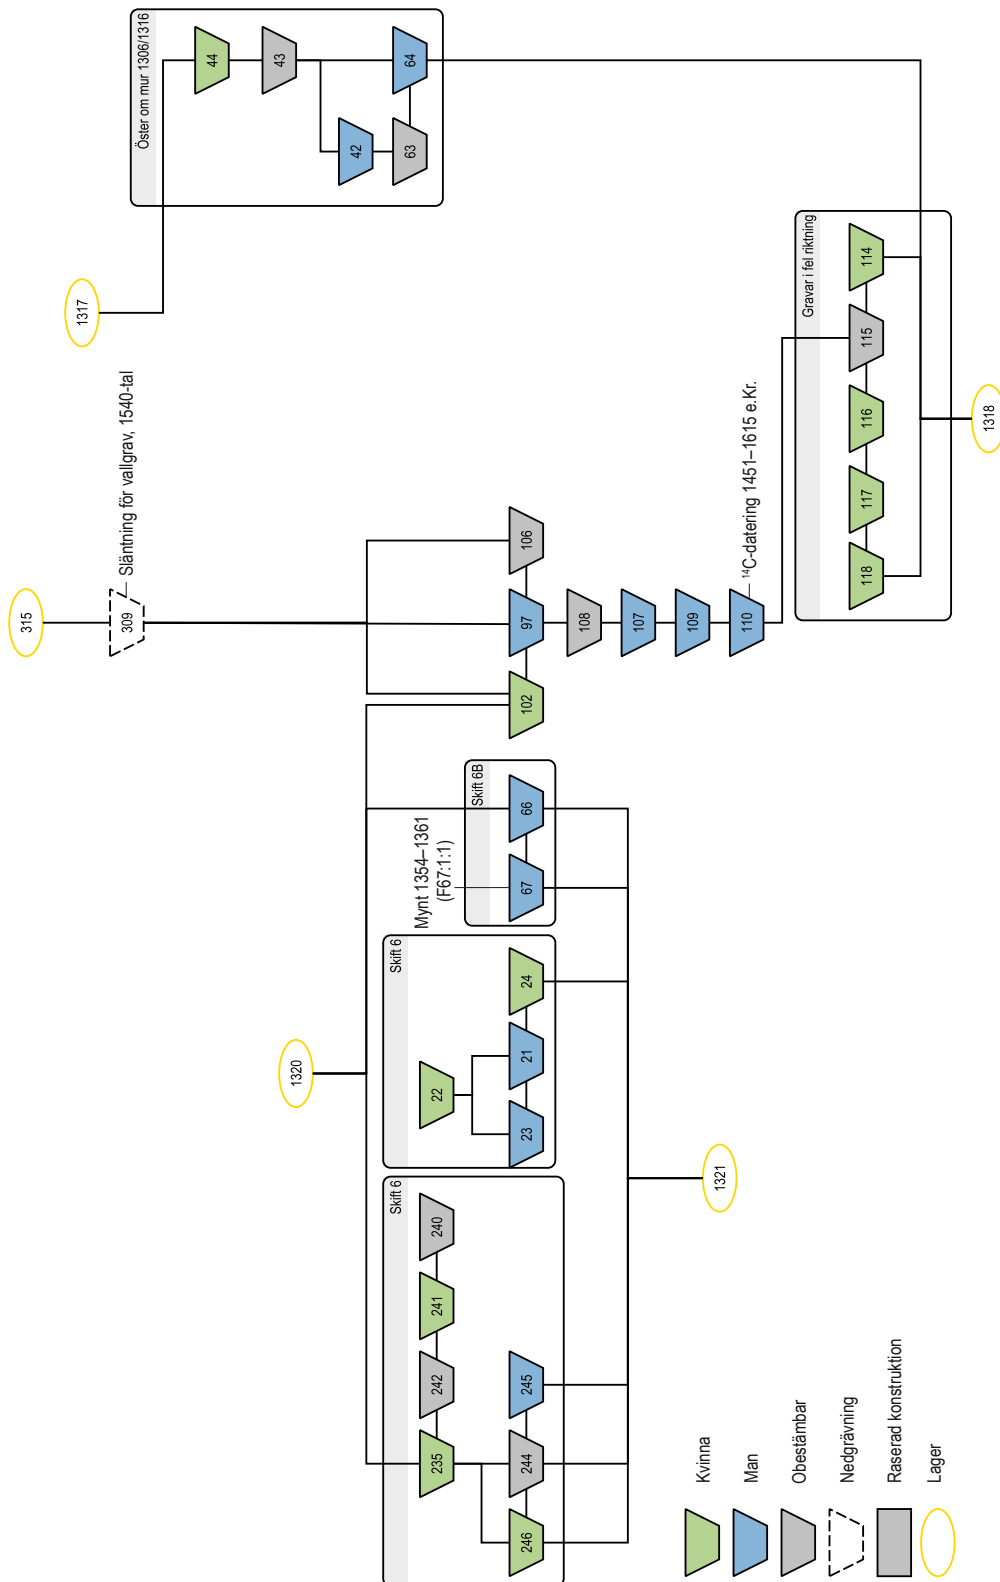 Öster om mur 1306/1316
44
43
64
42
63
1317
315
309
Släntning för vallgrav, 1540-tal
106
97
102
108
107
109
110
¹⁴C-datering 1451–1615 e.Kr.
Gravar i fel riktning
114
115
116
117
118
1318
Skift 6B
66
67
Mynt 1354–1361
(F67:1:1)
1320
Skift 6
22
24
21
23
Skift 6
240
241
242
235
245
244
246
1321
Kvinna
Man
Obestämbar
Nedgrävning
Raserad konstruktion
Lager